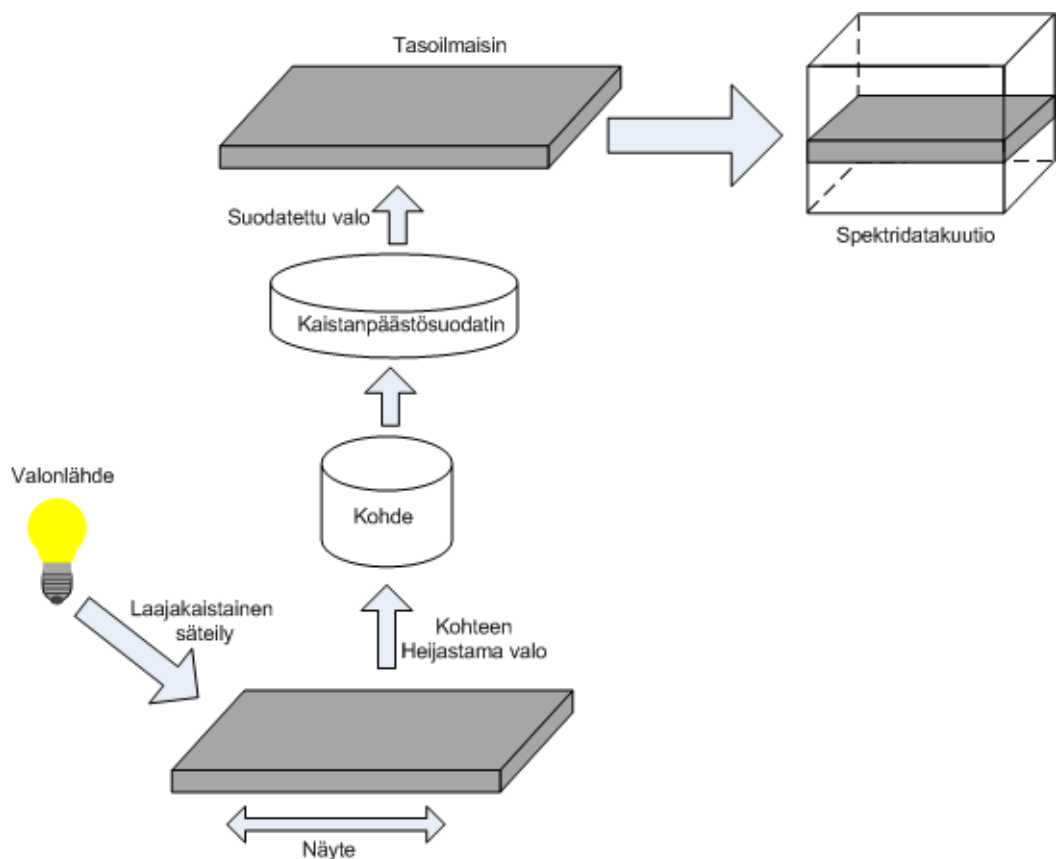 Tasoilmaisin
Suodatettu valo
Spektridatakuutio
Kaistanpäästösuodatin
Valonlähde
Kohde
Laajakaistainen
säteily
Kohteen
Heijastama valo
Näyte